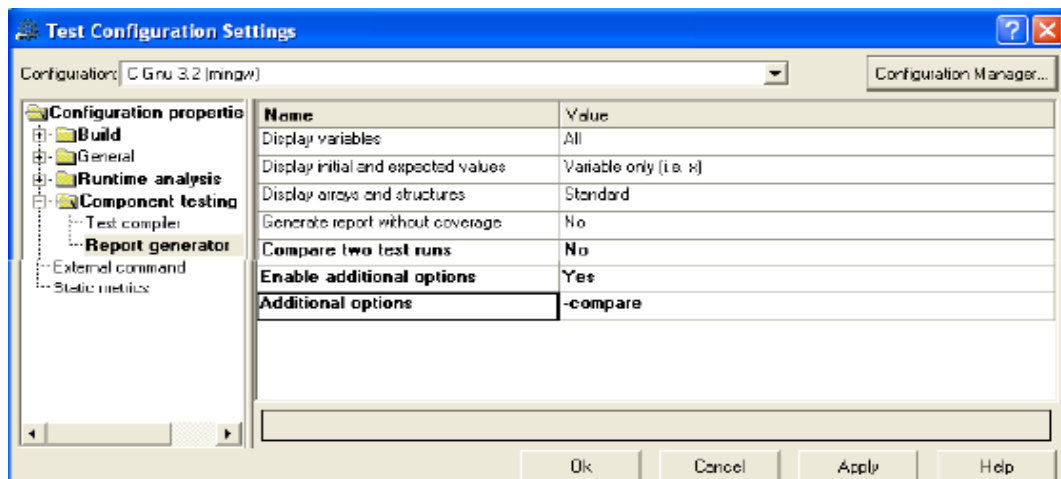 Test Configuration Settings
Configuration: C Gnu 3.2 (mingw)
Configuration Manager...
Configuration propertie
Build
General
Runtime analysis
Component testing
Test compiler
Report generator
External command
Static metrics
Name Value
Display variables All
Display initial and expected values Variable only (i.e. x)
Display arrays and structures Standard
Generate report without coverage No
Compare two test runs No
Enable additional options Yes
Additional options -compare
Ok Cancel Apply Help